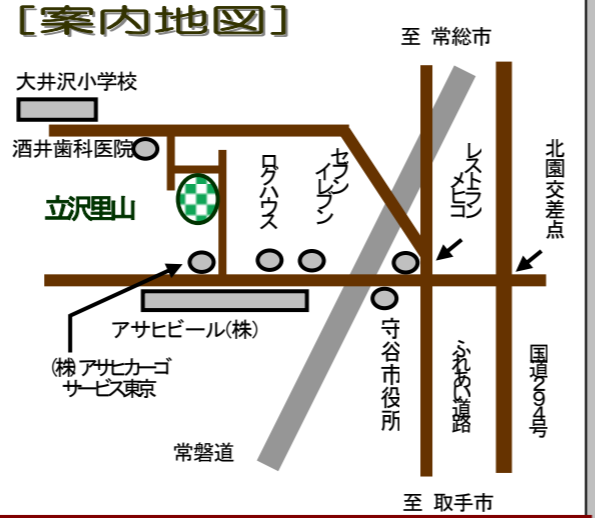 [案内地図]
至 常総市
大井沢小学校
酒井歯科医院
立沢里山
ログハウス
セブン
イレブン
レストラン
メヒコ
北園交差点
アサヒビール(株)
(株)アサヒカーゴ
サービス東京
守谷市役所
ふれあい道路
国道294号
常磐道
至 取手市